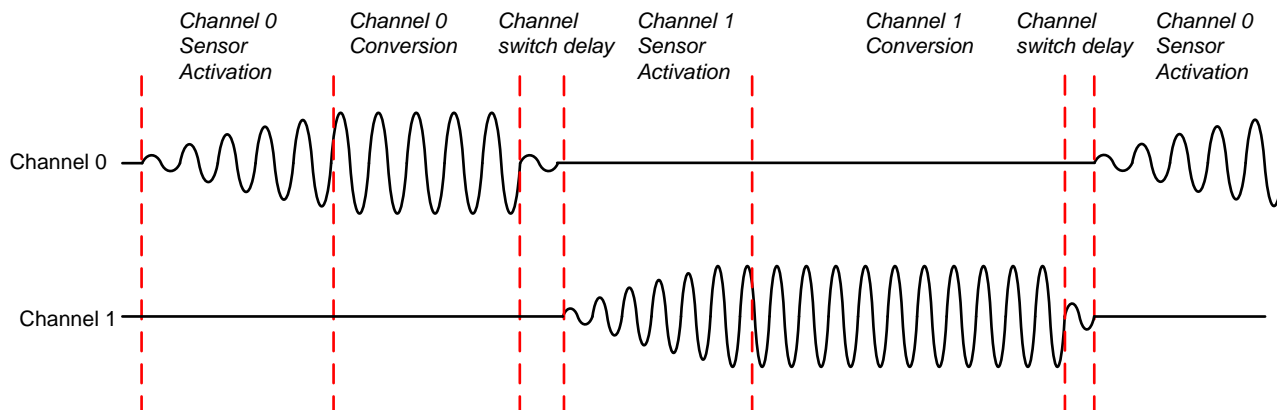 Channel 0
Sensor
Activation
Channel 0
Conversion
Channel
switch delay
Channel 1
Sensor
Activation
Channel 1
Conversion
Channel
switch delay
Channel 0
Sensor
Activation
Channel 0
Channel 1